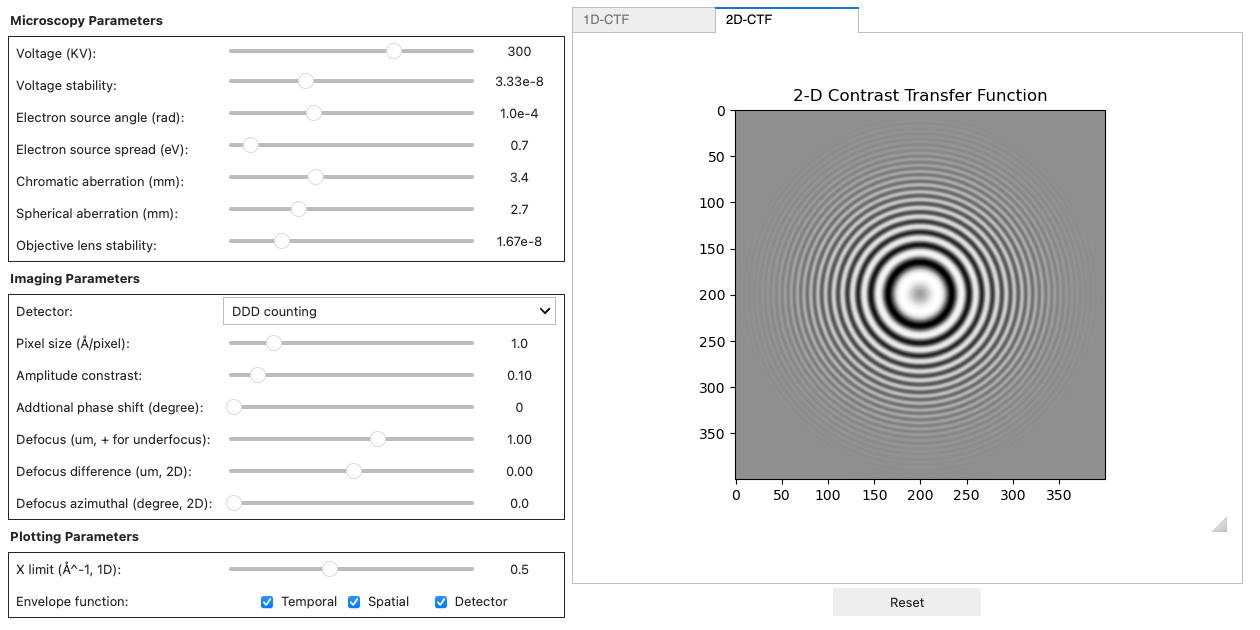 Microscopy Parameters
Voltage (KV): 300
Voltage stability: 3.33e-8
Electron source angle (rad): 1.0e-4
Electron source spread (eV): 0.7
Chromatic aberration (mm): 3.4
Spherical aberration (mm): 2.7
Objective lens stability: 1.67e-8
Imaging Parameters
Detector: DDD counting
Pixel size (Å/pixel): 1.0
Amplitude constrast: 0.10
Addtional phase shift (degree): 0
Defocus (um, + for underfocus): 1.00
Defocus difference (um, 2D): 0.00
Defocus azimuthal (degree, 2D): 0.0
Plotting Parameters
X limit (Å^-1, 1D): 0.5
Envelope function: Temporal Spatial Detector
1D-CTF 2D-CTF
2-D Contrast Transfer Function
0
50
100
150
200
250
300
350
0 50 100 150 200 250 300 350
Reset